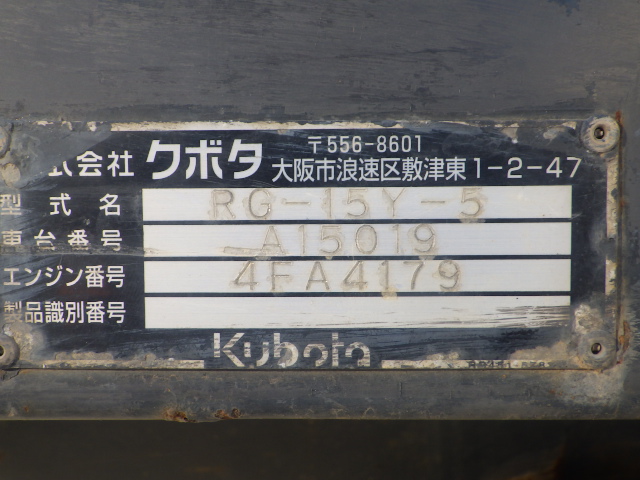 〒556-8601
式会社 クボタ 大阪市浪速区敷津東1-2-47
型式名 RG-15Y-5
車台番号 A15019
エンジン番号 4FA4179
製品識別番号
Kubota